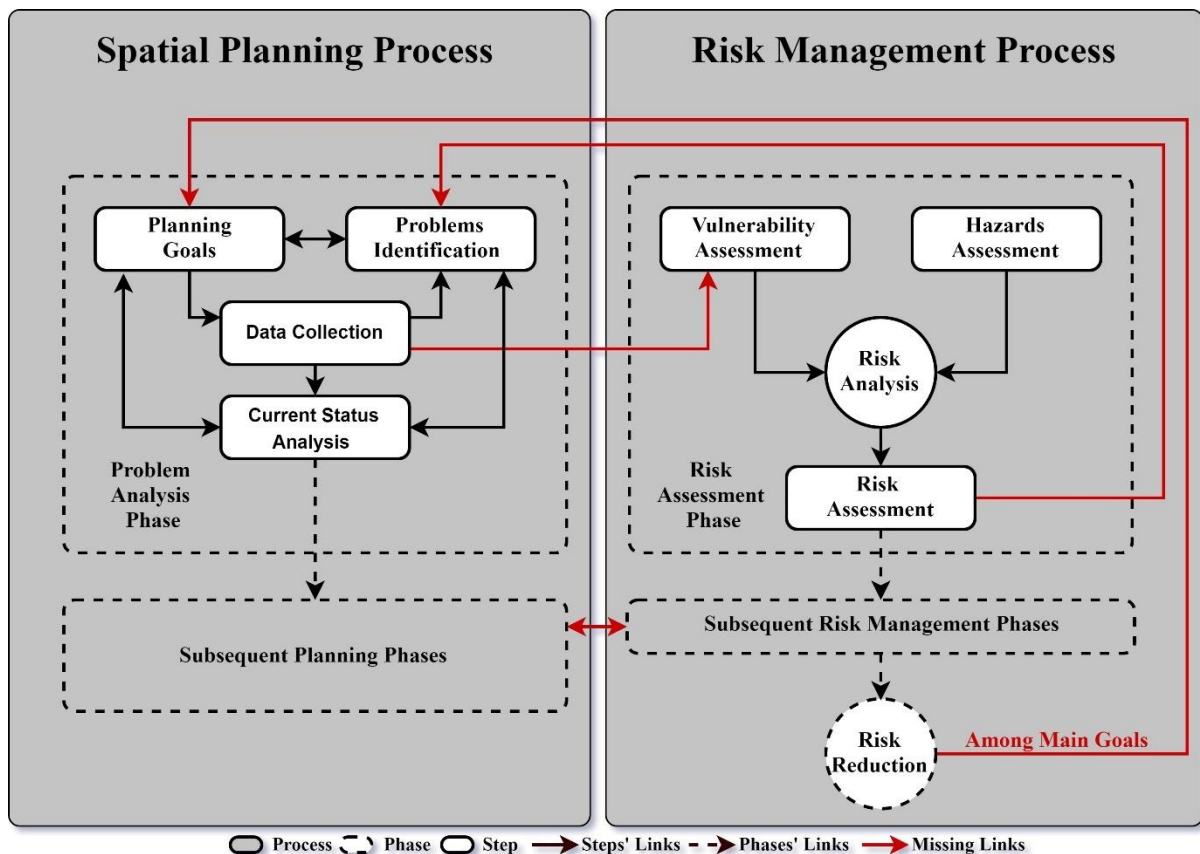 Spatial Planning Process
Planning
Goals
Problems
Identification
Data Collection
Current Status
Analysis
Problem
Analysis
Phase
Subsequent Planning Phases
Risk Management Process
Vulnerability
Assessment
Hazards
Assessment
Risk
Analysis
Risk
Assessment
Risk
Assessment
Phase
Subsequent Risk Management Phases
Risk
Reduction
Among Main Goals
Process Phase Step Steps' Links Phases' Links Missing Links